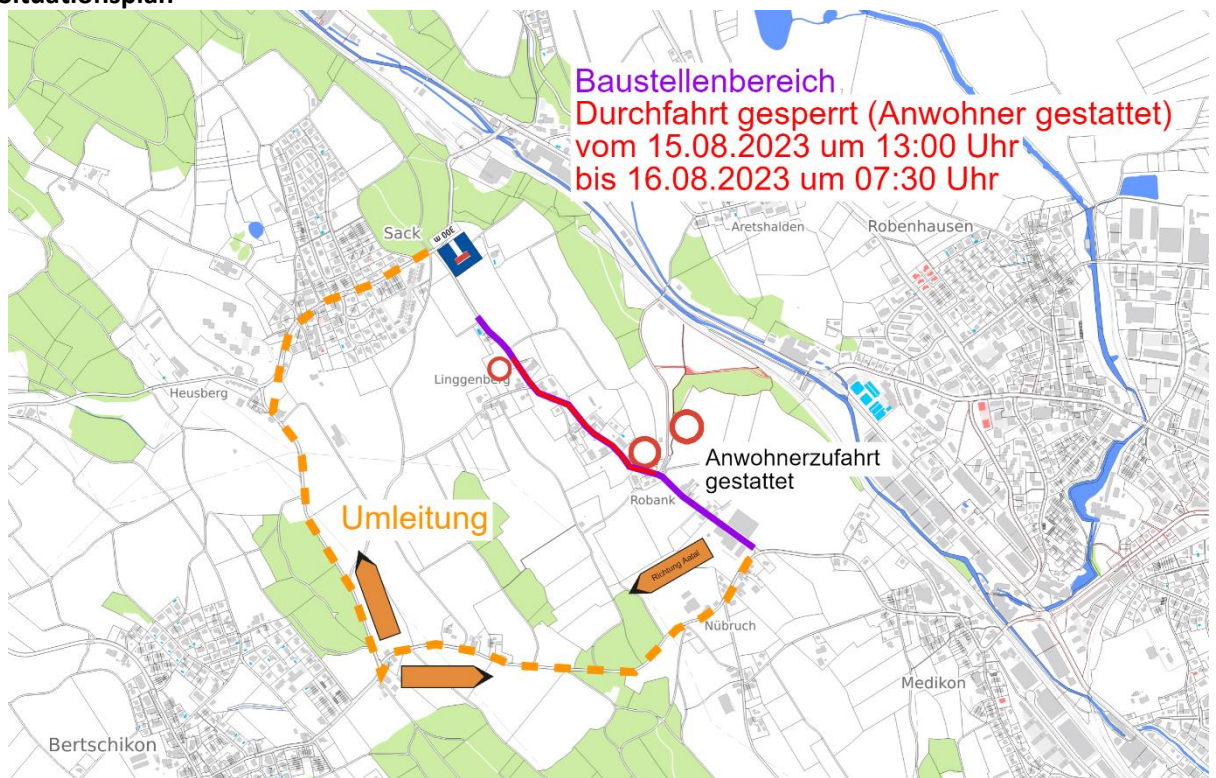 Situationsplan
Baustellenbereich
Durchfahrt gesperrt (Anwohner gestattet)
vom 15.08.2023 um 13:00 Uhr
bis 16.08.2023 um 07:30 Uhr
Aretshalden
Robenhausen
Sack
300 m
Linggenberg
Heusberg
Anwohnerzufahrt
gestattet
Robank
Umleitung
Richtung Aatal
Nübruch
Medikon
Bertschikon